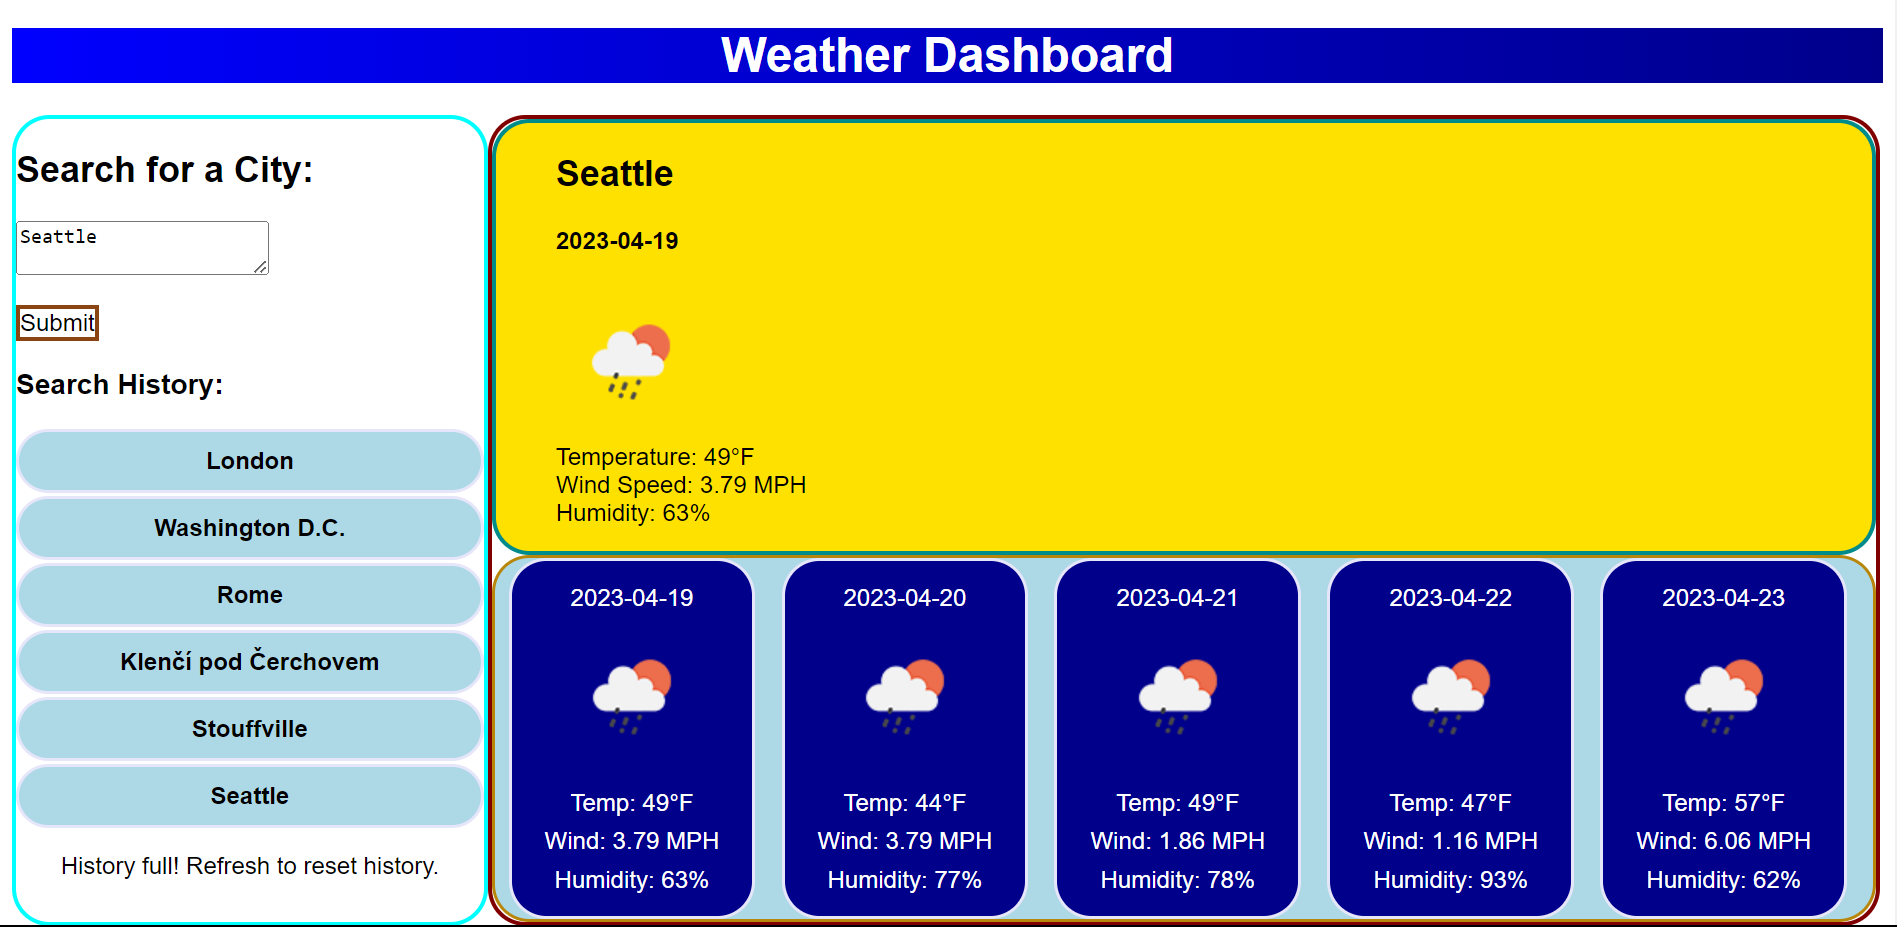 Weather Dashboard
Search for a City:
Seattle
Submit
Search History:
London
Washington D.C.
Rome
Klenčí pod Čerchovem
Stouffville
Seattle
History full! Refresh to reset history.
Seattle
2023-04-19
Temperature: 49°F
Wind Speed: 3.79 MPH
Humidity: 63%
2023-04-19
Temp: 49°F
Wind: 3.79 MPH
Humidity: 63%
2023-04-20
Temp: 44°F
Wind: 3.79 MPH
Humidity: 77%
2023-04-21
Temp: 49°F
Wind: 1.86 MPH
Humidity: 78%
2023-04-22
Temp: 47°F
Wind: 1.16 MPH
Humidity: 93%
2023-04-23
Temp: 57°F
Wind: 6.06 MPH
Humidity: 62%